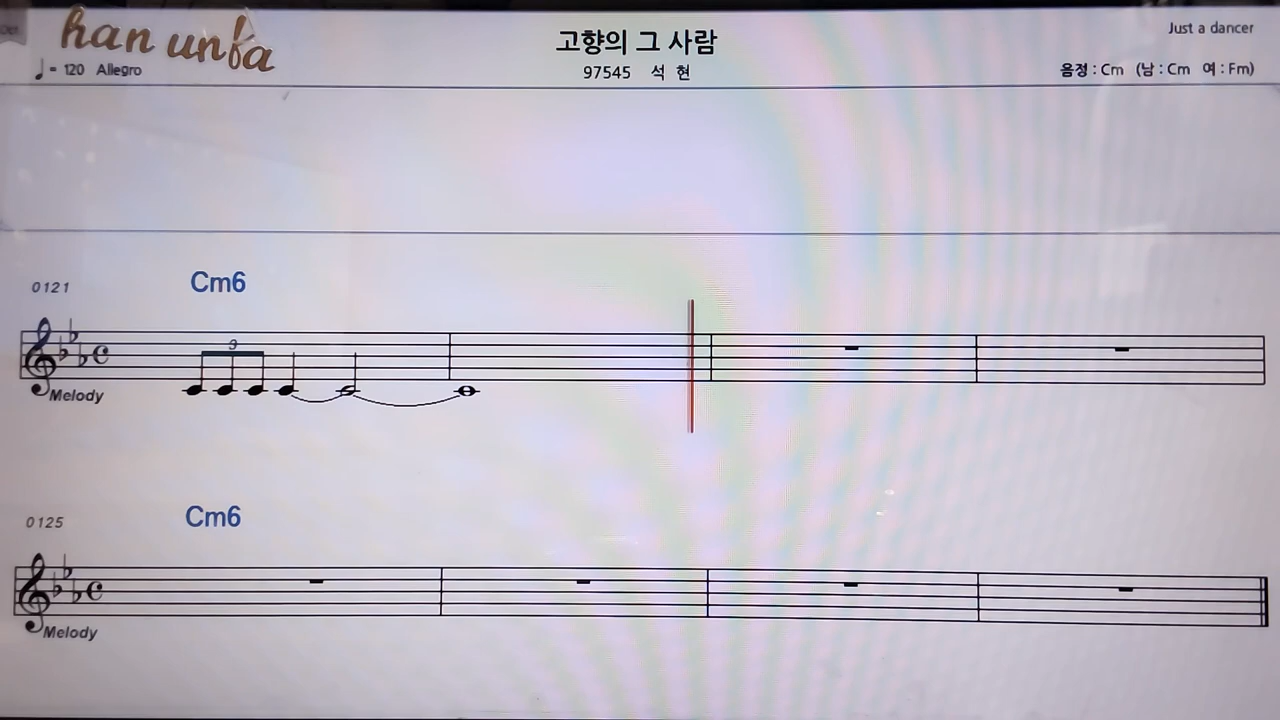 han unba
고향의 그 사람
Just a dancer
♩= 120 Allegro
97545 석 현
음정 : Cm (남 : Cm 여 : Fm)
0121
Cm6
3
Melody
0125
Cm6
Melody